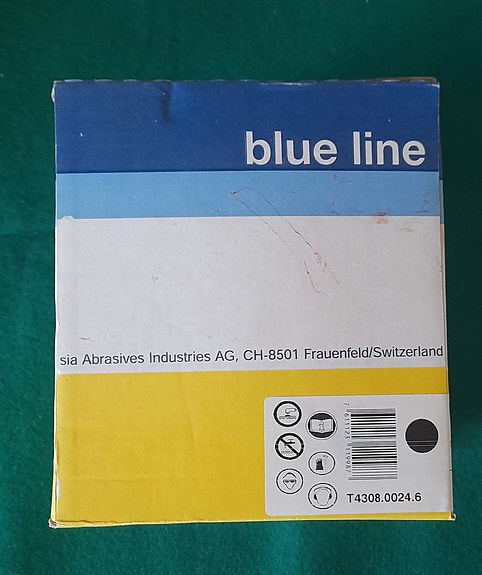 blue line
sia Abrasives Industries AG, CH-8501 Frauenfeld/Switzerland
T4308.0024.6